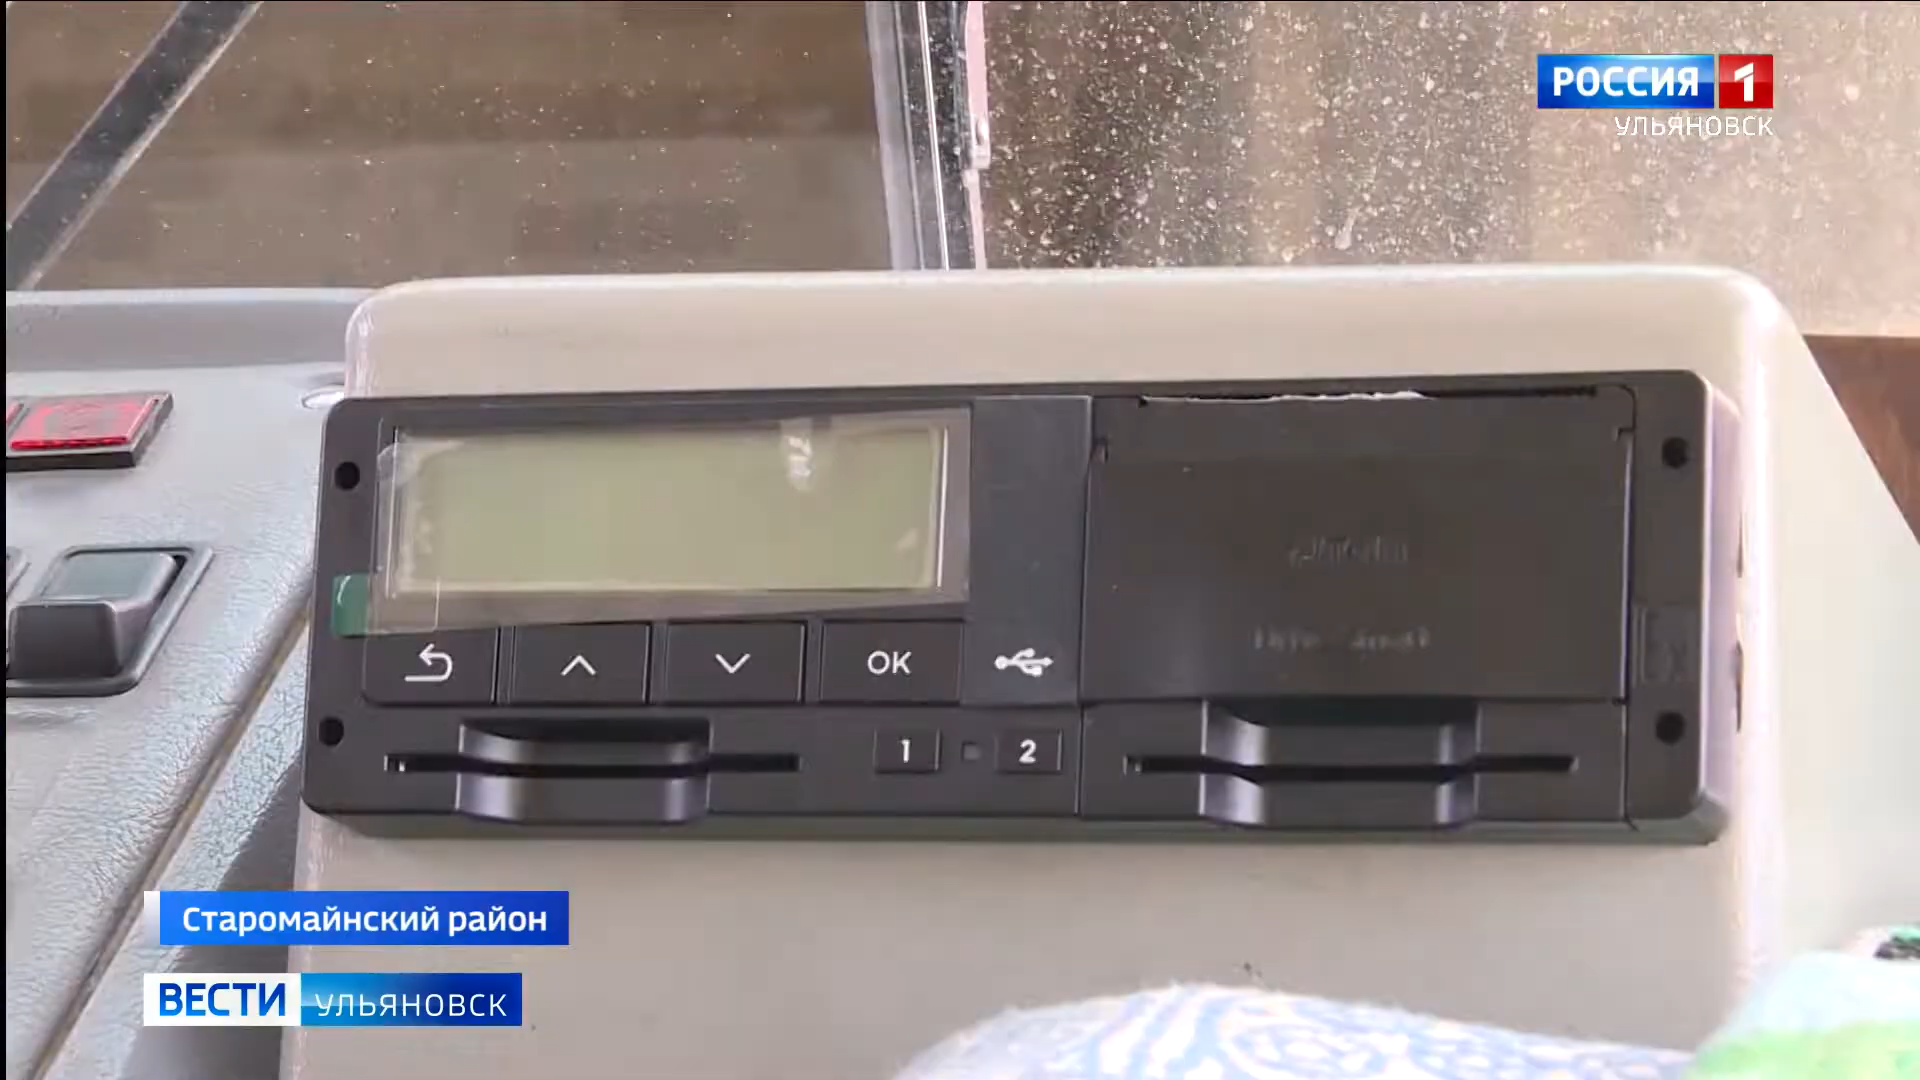 РОССИЯ 1
УЛЬЯНОВСК
OK
1 2
Старомайнский район
ВЕСТИ УЛЬЯНОВСК